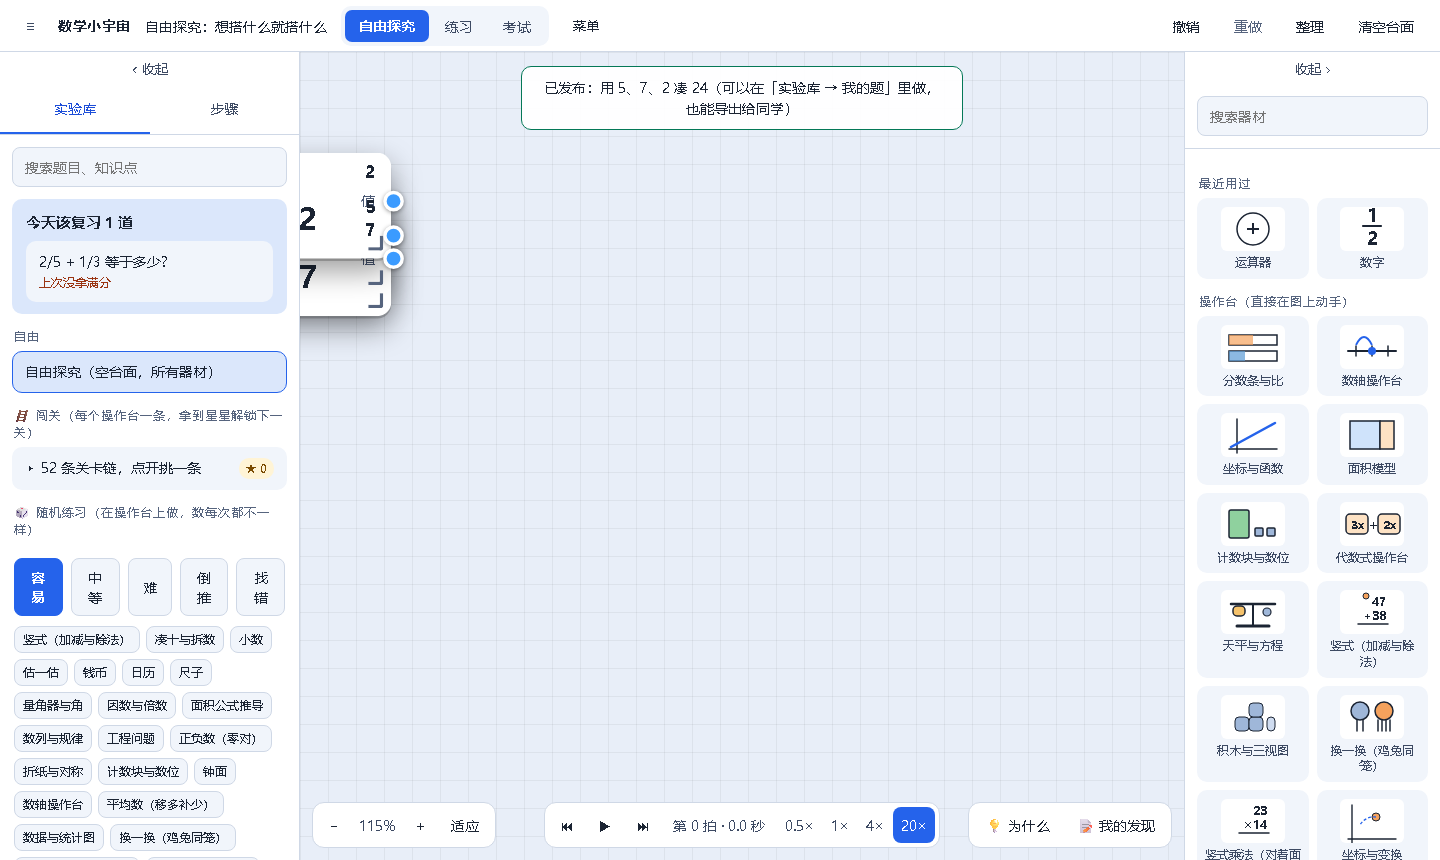 ≡ 数学小宇宙 自由探究：想搭什么就搭什么 自由探究 练习 考试 菜单 撤销 重做 整理 清空台面
‹ 收起
实验库 步骤
搜索题目、知识点
今天该复习 1 道
2/5 + 1/3 等于多少？
上次没拿满分
自由
自由探究（空台面，所有器材）
闯关（每个操作台一条，拿到星星解锁下一
关）
▸ 52 条关卡链，点开挑一条 ★ 0
随机练习（在操作台上做，数每次都不一
样）
容易 中等 难 倒推 找错
竖式（加减与除法） 凑十与拆数 小数
估一估 钱币 日历 尺子
量角器与角 因数与倍数 面积公式推导
数列与规律 工程问题 正负数（零对）
折纸与对称 计数块与数位 钟面
数轴操作台 平均数（移多补少）
数据与统计图 换一换（鸡兔同笼）
已发布：用 5、7、2 凑 24（可以在「实验库 → 我的题」里做，
也能导出给同学）
2
值
5
2
7
值
7
− 115% + 适应
⏮ ▶ ⏭ 第 0 拍 · 0.0 秒 0.5× 1× 4× 20×
为什么 我的发现
收起 ›
搜索器材
最近用过
运算器
1
2
数字
操作台（直接在图上动手）
分数条与比 数轴操作台
坐标与函数 面积模型
计数块与数位
3x + 2x
代数式操作台
天平与方程
47
+38
竖式（加减与除
法）
积木与三视图
换一换（鸡兔同
笼）
23
×14
竖式乘法（对着面
坐标与变换